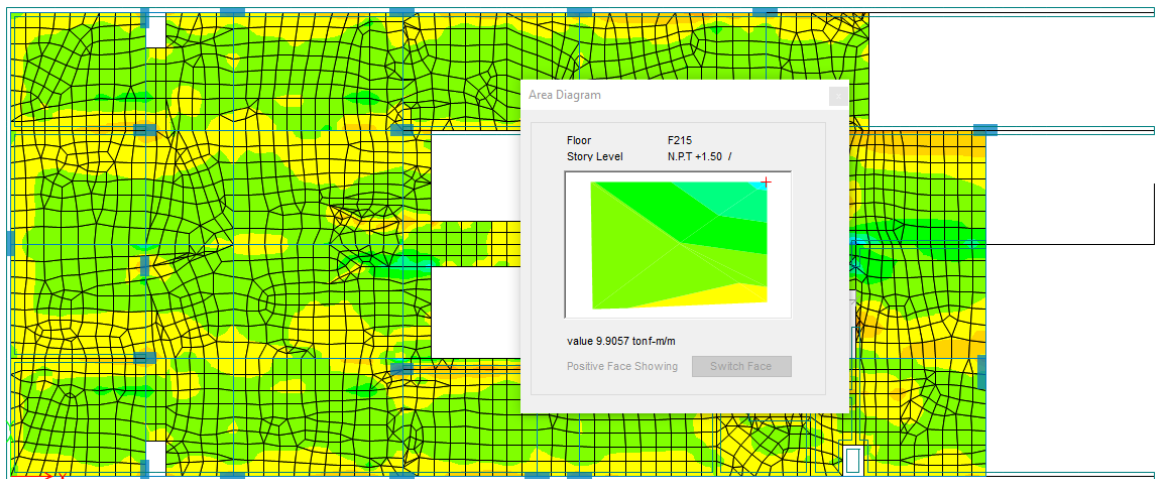 Area Diagram
Floor F215
Story Level N.P.T +1.50 /
value 9.9057 tonf-m/m
Positive Face Showing Switch Face
X